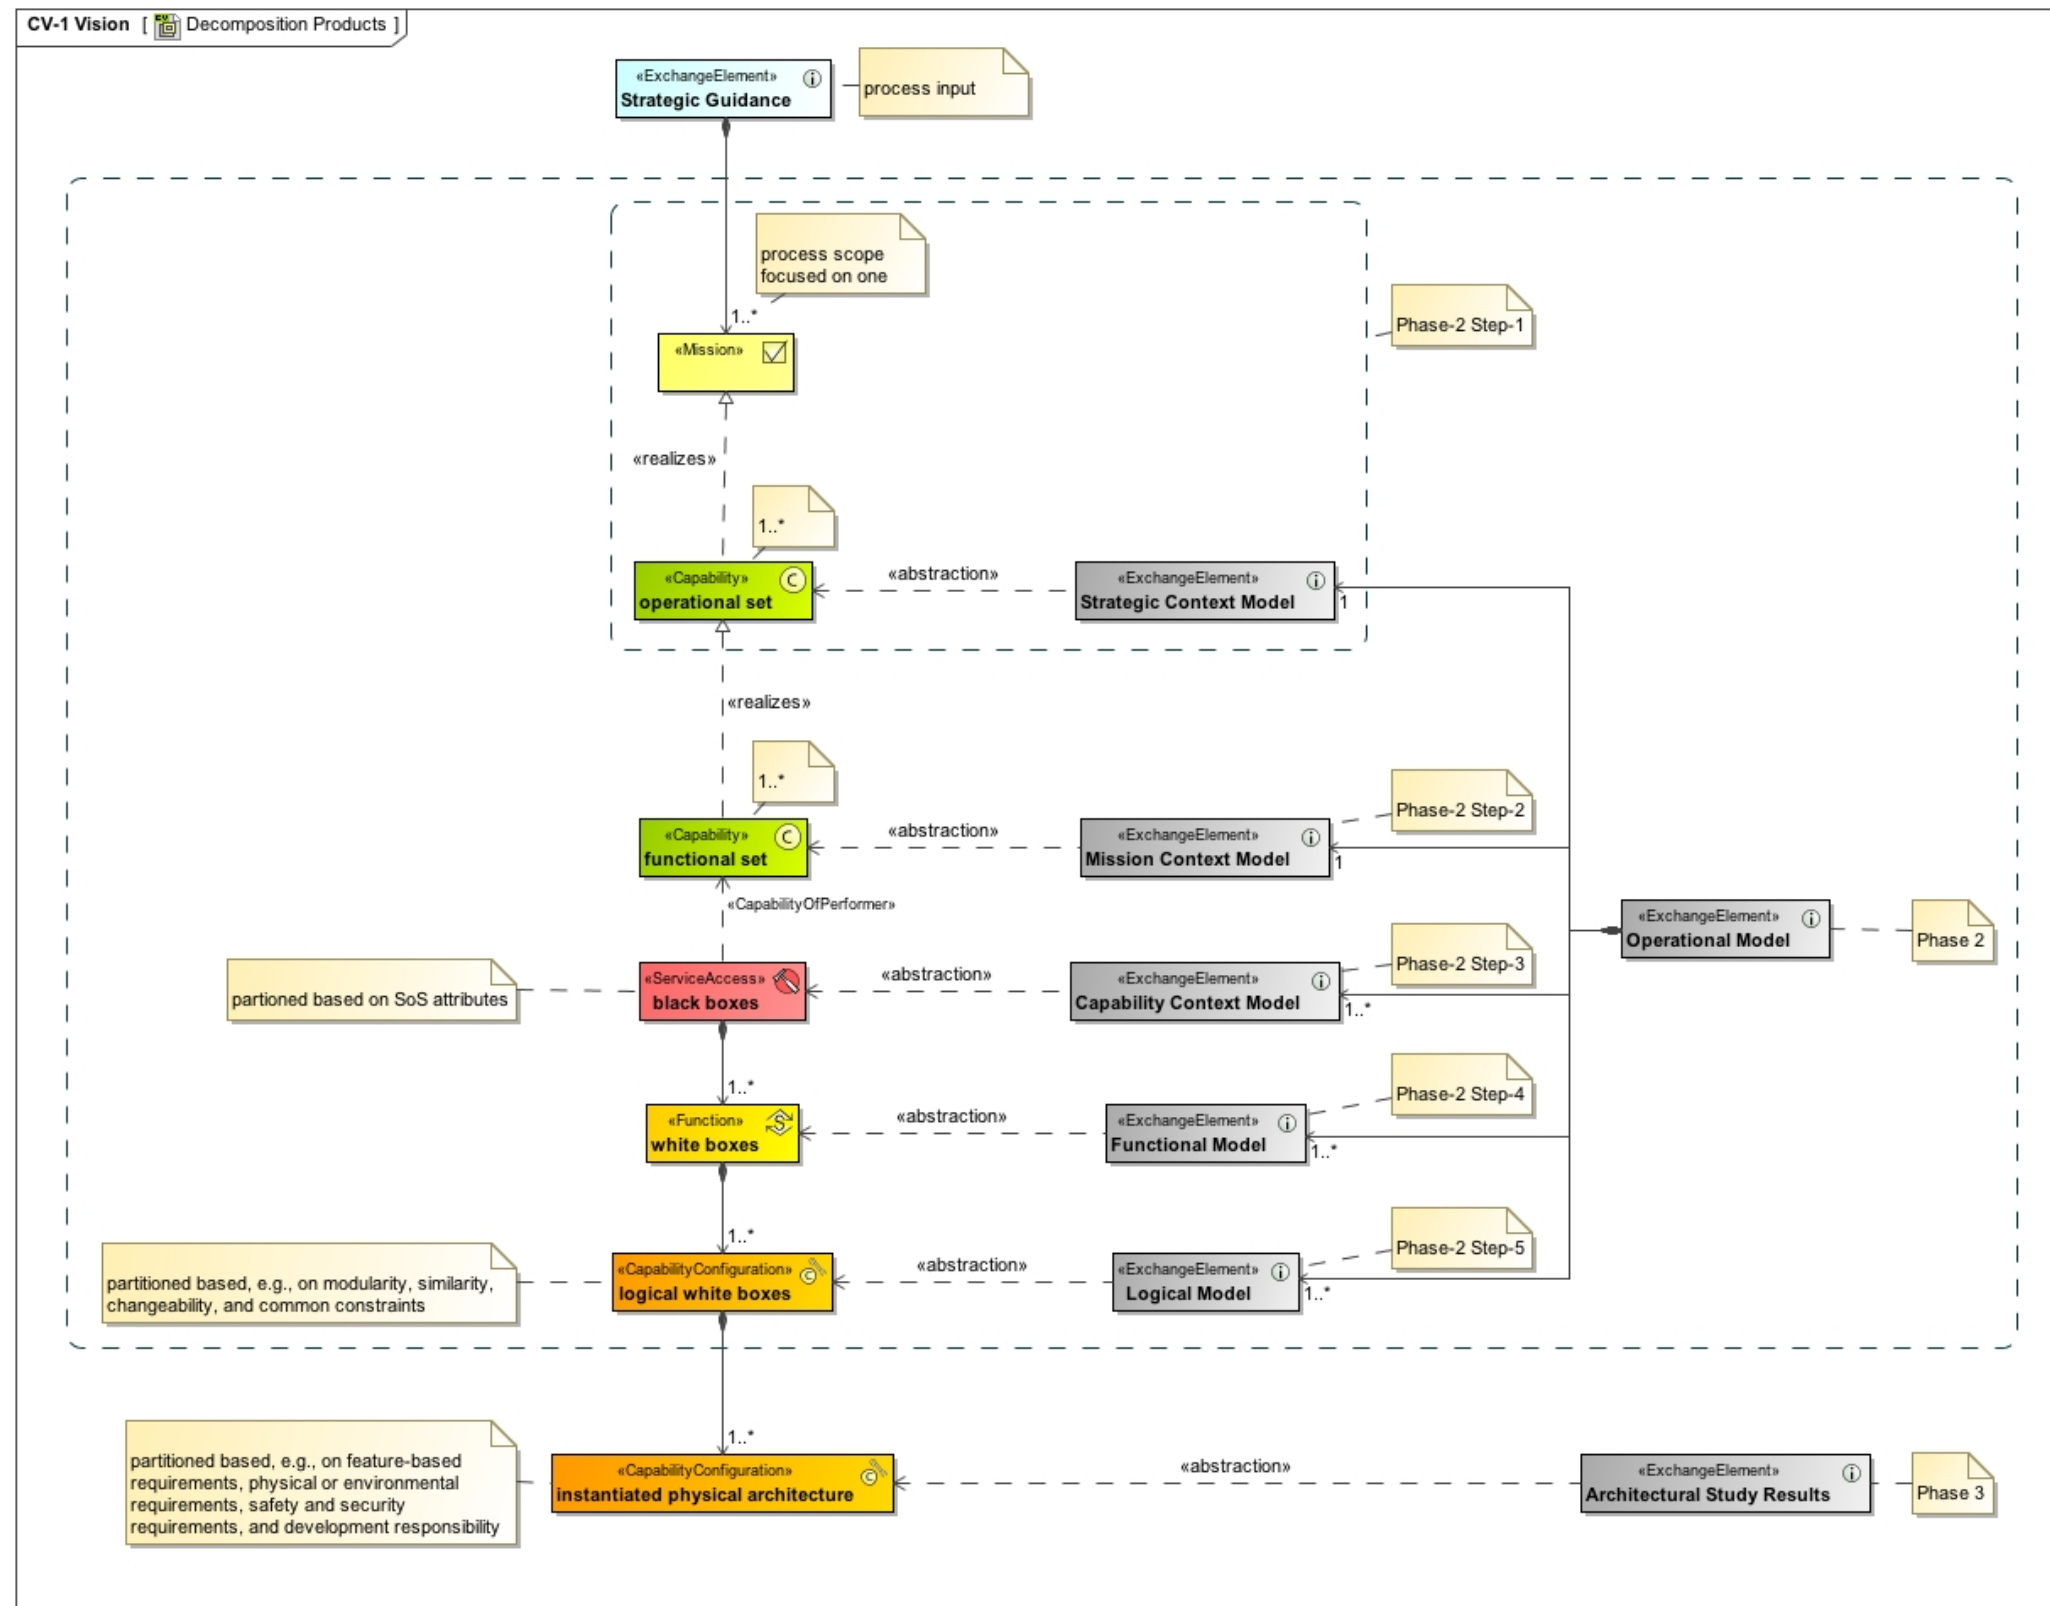 CV-1 Vision [ Decomposition Products ]
«ExchangeElement»
Strategic Guidance
process input
process scope
focused on one
1..*
«Mission»
Phase-2 Step-1
«realizes»
1..*
«Capability»
operational set
«abstraction»
«ExchangeElement»
Strategic Context Model
1
«realizes»
1..*
Phase-2 Step-2
«Capability»
functional set
«abstraction»
«ExchangeElement»
Mission Context Model
1
«CapabilityOfPerformer»
«ExchangeElement»
Operational Model
Phase 2
Phase-2 Step-3
partioned based on SoS attributes
«ServiceAccess»
black boxes
«abstraction»
«ExchangeElement»
Capability Context Model
1..*
1..*
Phase-2 Step-4
«Function»
white boxes
«abstraction»
«ExchangeElement»
Functional Model
1..*
1..*
Phase-2 Step-5
partitioned based, e.g., on modularity, similarity,
changeability, and common constraints
«CapabilityConfiguration»
logical white boxes
«abstraction»
«ExchangeElement»
Logical Model
1..*
1..*
partitioned based, e.g., on feature-based
requirements, physical or environmental
requirements, safety and security
requirements, and development responsibility
«CapabilityConfiguration»
instantiated physical architecture
«abstraction»
«ExchangeElement»
Architectural Study Results
Phase 3